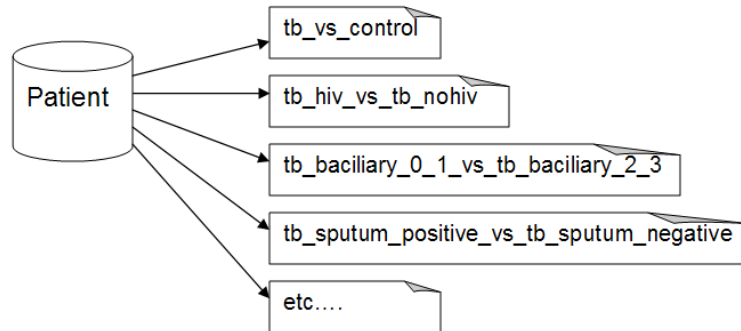 tb_vs_control
Patient
tb_hiv_vs_tb_nohiv
tb_baciliary_0_1_vs_tb_baciliary_2_3
tb_sputum_positive_vs_tb_sputum_negative
etc....